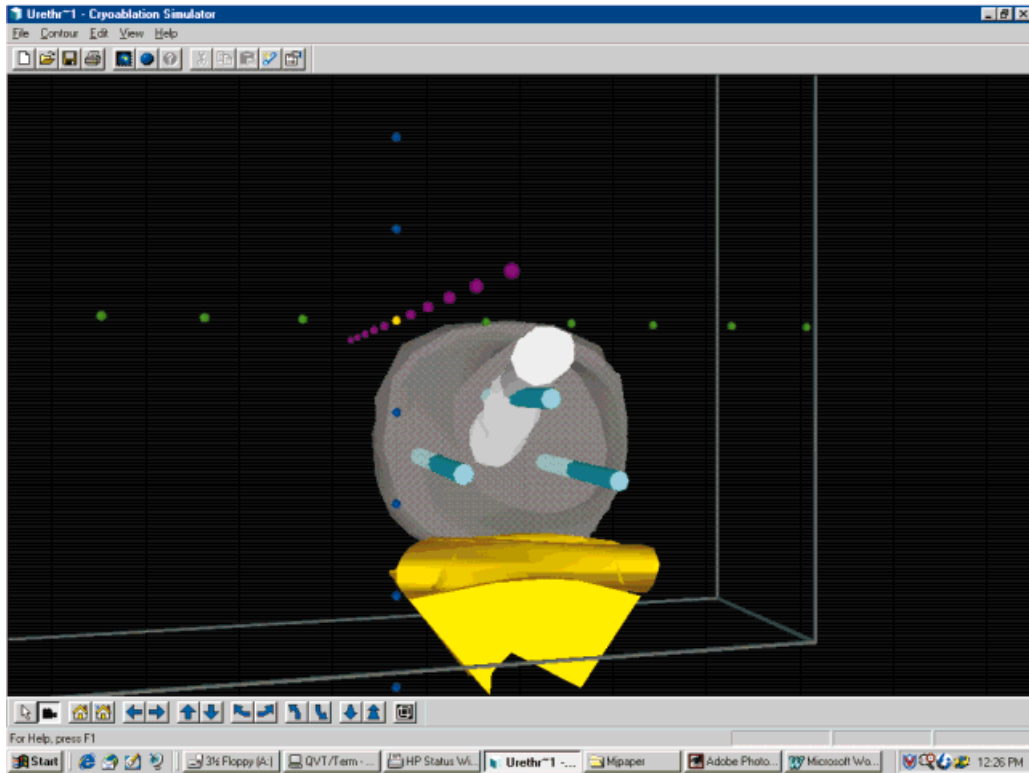 Urethr~1 - Cryoablation Simulator
File Contour Edit View Help
For Help, press F1
Start 3½ Floppy (A:) QVT/Term - ... HP Status Wi... Urethr~1 -... Mjpaper Adobe Photo... Microsoft Wo... 12:26 PM